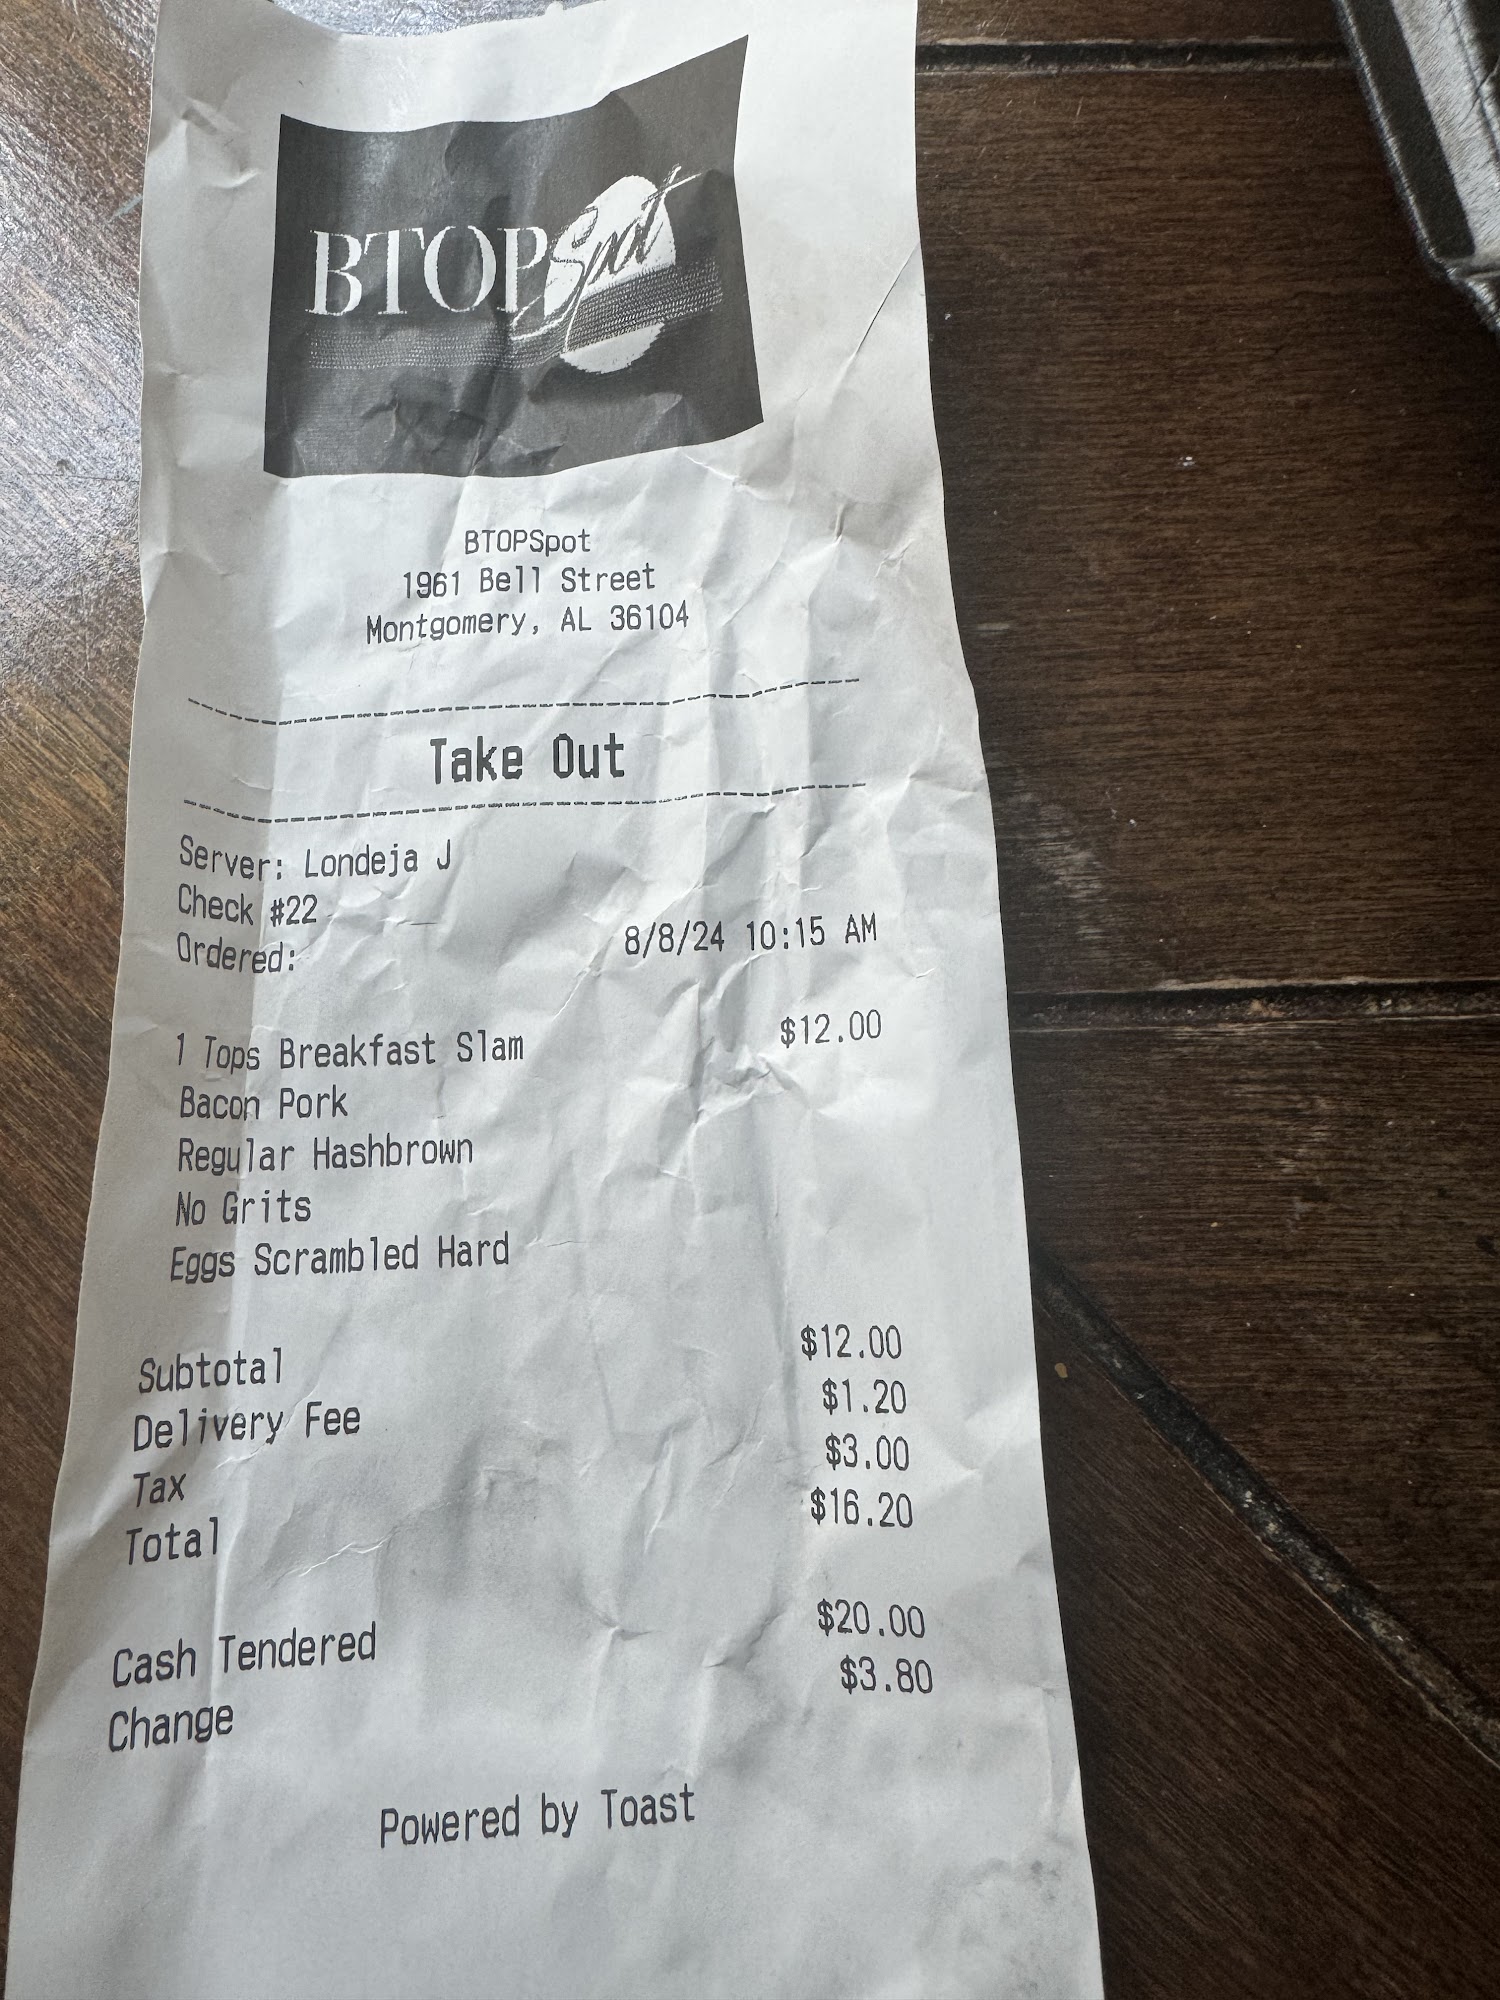 BTOPSpot
BTOPSpot
1961 Bell Street
Montgomery, AL 36104
Take Out
Server: Londeja J
Check #22
Ordered: 8/8/24 10:15 AM
1 Tops Breakfast Slam $12.00
Bacon Pork
Regular Hashbrown
No Grits
Eggs Scrambled Hard
Subtotal $12.00
Delivery Fee $1.20
Tax $3.00
Total $16.20
Cash Tendered $20.00
Change $3.80
Powered by Toast